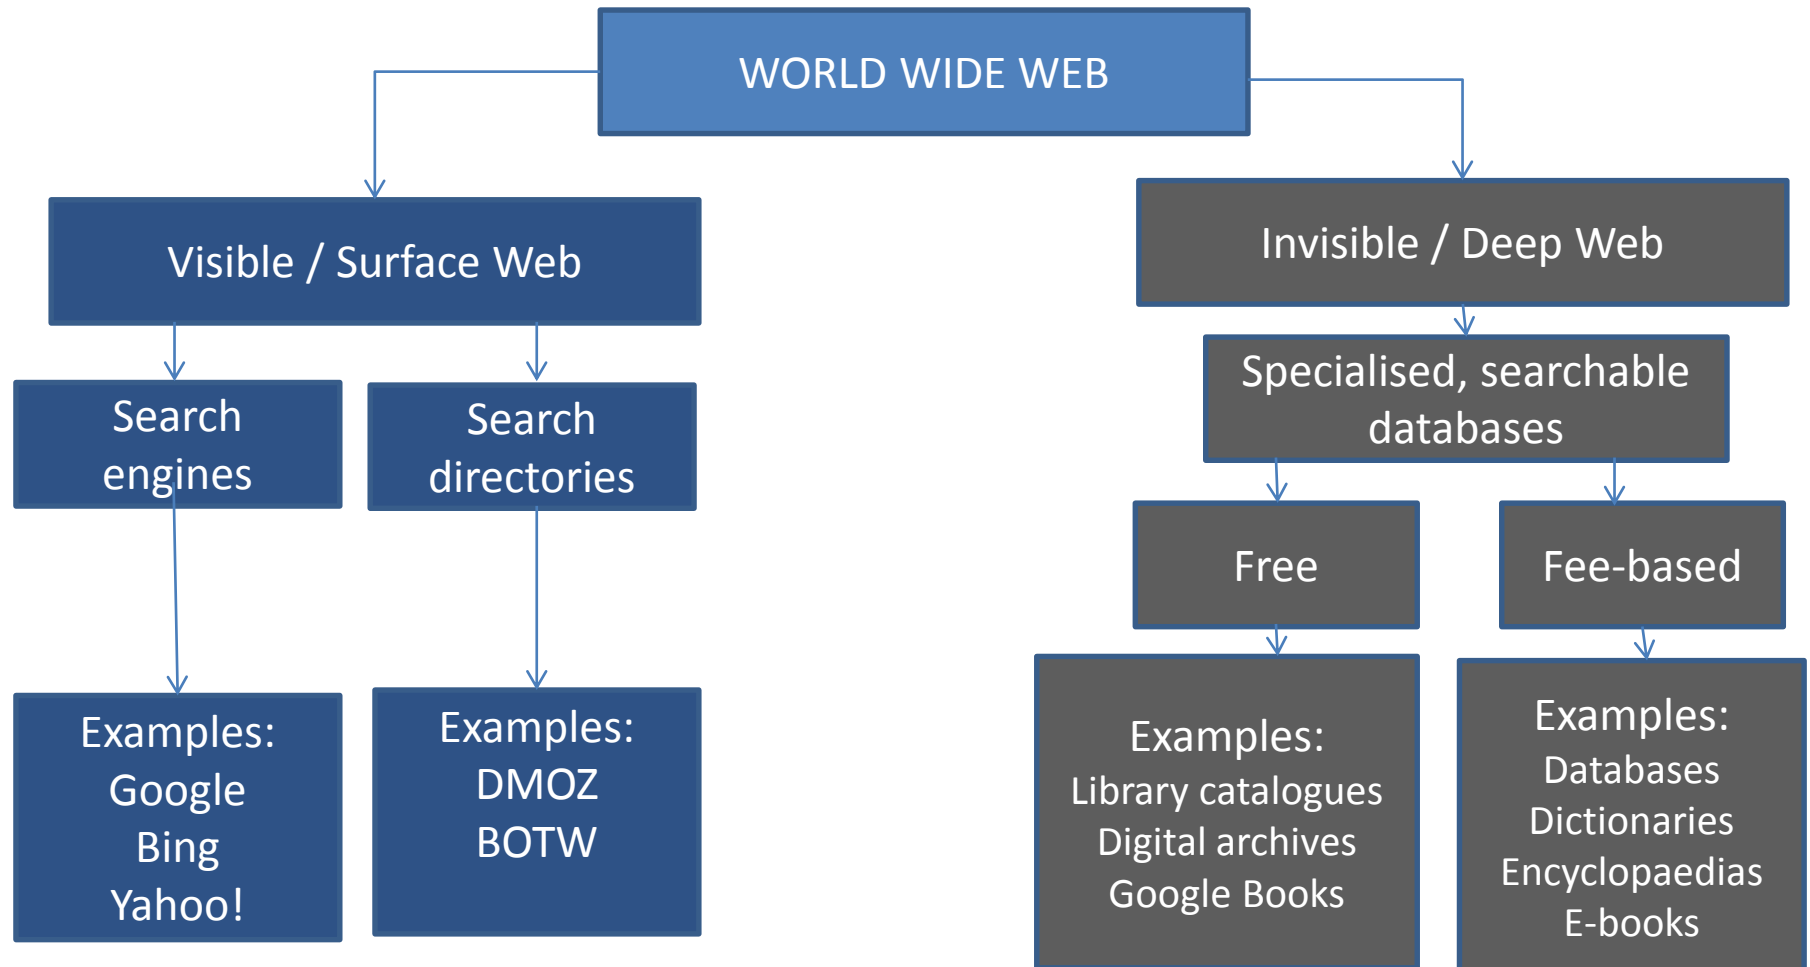 WORLD WIDE WEB
Visible / Surface Web
Search
engines
Examples:
Google
Bing
Yahoo!
Search
directories
Examples:
DMOZ
BOTW
Invisible / Deep Web
Specialised, searchable
databases
Free
Examples:
Library catalogues
Digital archives
Google Books
Fee-based
Examples:
Databases
Dictionaries
Encyclopaedias
E-books